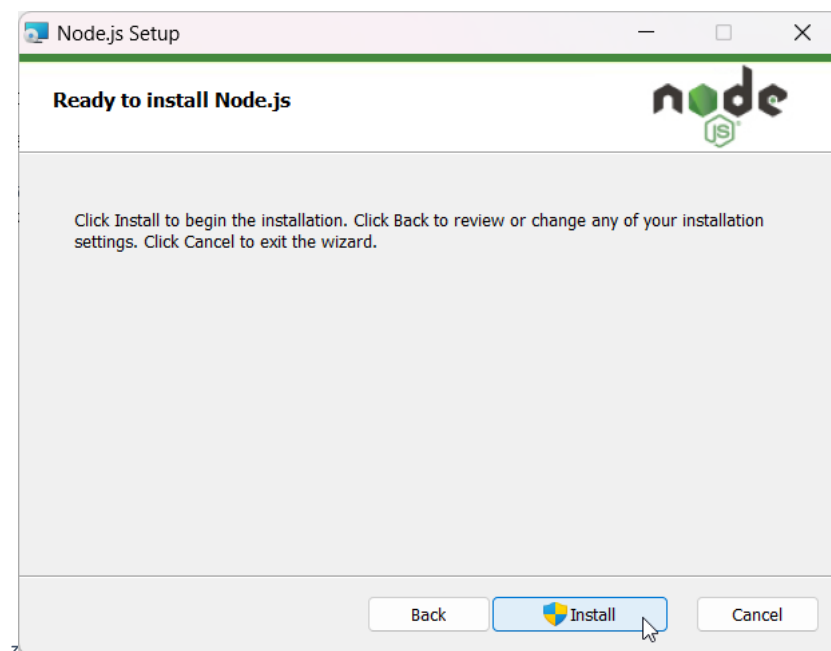 Node.js Setup
Ready to install Node.js
node
JS
Click Install to begin the installation. Click Back to review or change any of your installation
settings. Click Cancel to exit the wizard.
Back
Install
Cancel